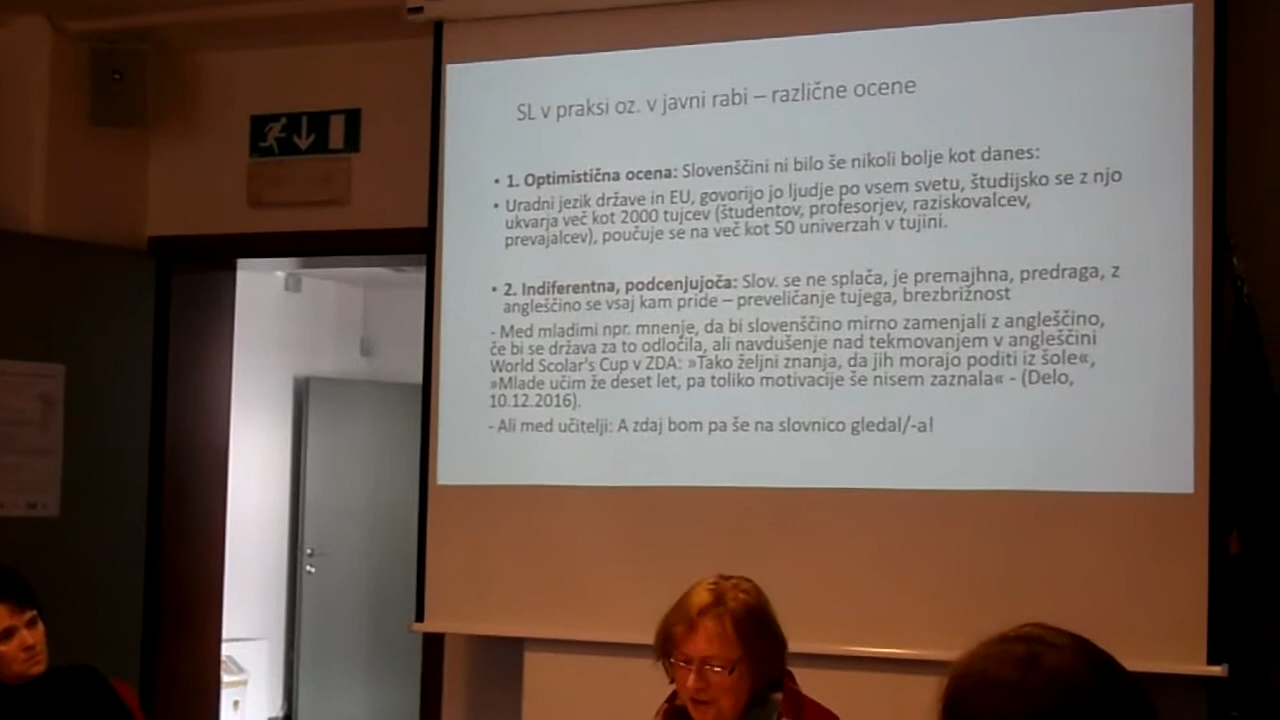 SL v praksi oz. v javni rabi – različne ocene
• 1. Optimistična ocena: Slovenščini ni bilo še nikoli bolje kot danes:
• Uradni jezik države in EU, govorijo jo ljudje po vsem svetu, študijsko se z njo
ukvarja več kot 2000 tujcev (študentov, profesorjev, raziskovalcev,
prevajalcev), poučuje se na več kot 50 univerzah v tujini.
• 2. Indiferentna, podcenjujoča: Slov. se ne splača, je premajhna, predraga, z
angleščino se vsaj kam pride – preveličanje tujega, brezbrižnost
- Med mladimi npr. mnenje, da bi slovenščino mirno zamenjali z angleščino,
če bi se država za to odločila, ali navdušenje nad tekmovanjem v angleščini
World Scolar's Cup v ZDA: »Tako željni znanja, da jih morajo poditi iz šole«,
»Mlade učim že deset let, pa toliko motivacije še nisem zaznala« - (Delo,
10.12.2016).
- Ali med učitelji: A zdaj bom pa še na slovnico gledal/-a!